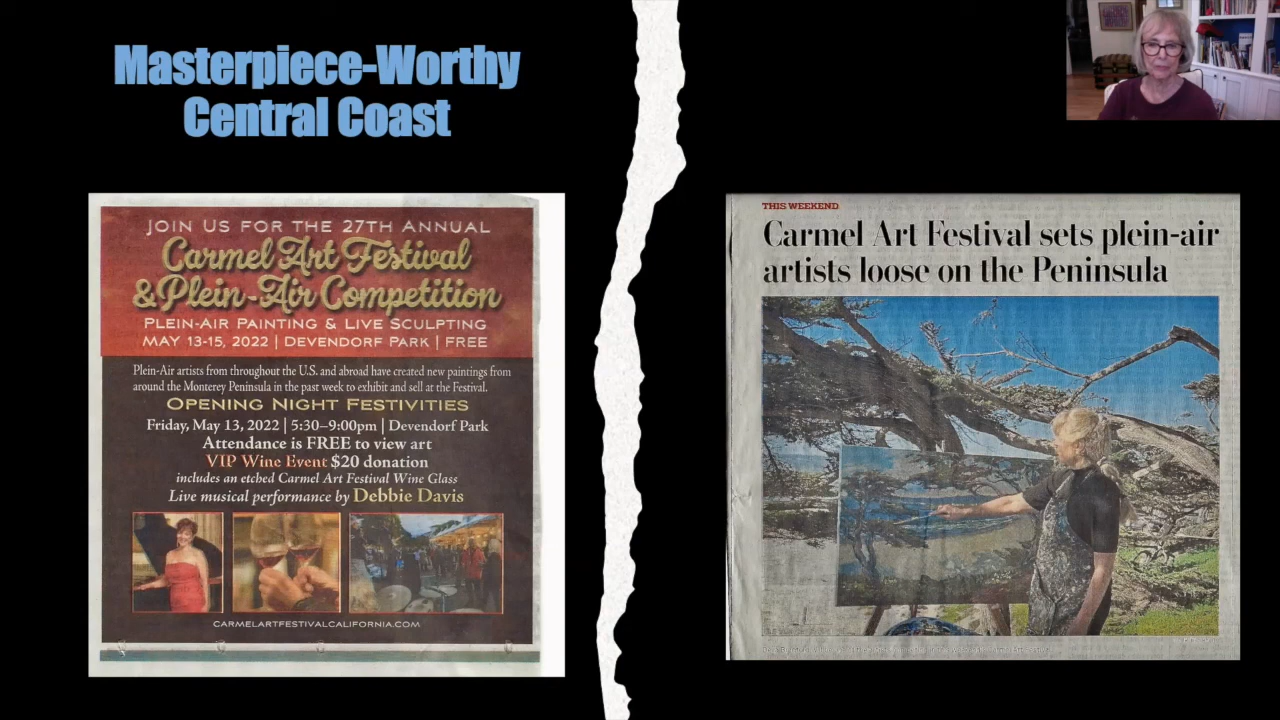 Masterpiece-Worthy
Central Coast
JOIN US FOR THE 27TH ANNUAL
Carmel Art Festival
& Plein-Air Competition
PLEIN-AIR PAINTING & LIVE SCULPTING
MAY 13-15, 2022 | DEVENDORF PARK | FREE
Plein-Air artists from throughout the U.S. and abroad have created new paintings from
around the Monterey Peninsula in the past week to exhibit and sell at the Festival.
OPENING NIGHT FESTIVITIES
Friday, May 13, 2022 | 5:30–9:00pm | Devendorf Park
Attendance is FREE to view art
VIP Wine Event $20 donation
includes an etched Carmel Art Festival Wine Glass
Live musical performance by Debbie Davis
CARMELARTFESTIVALCALIFORNIA.COM
THIS WEEKEND
Carmel Art Festival sets plein-air
artists loose on the Peninsula